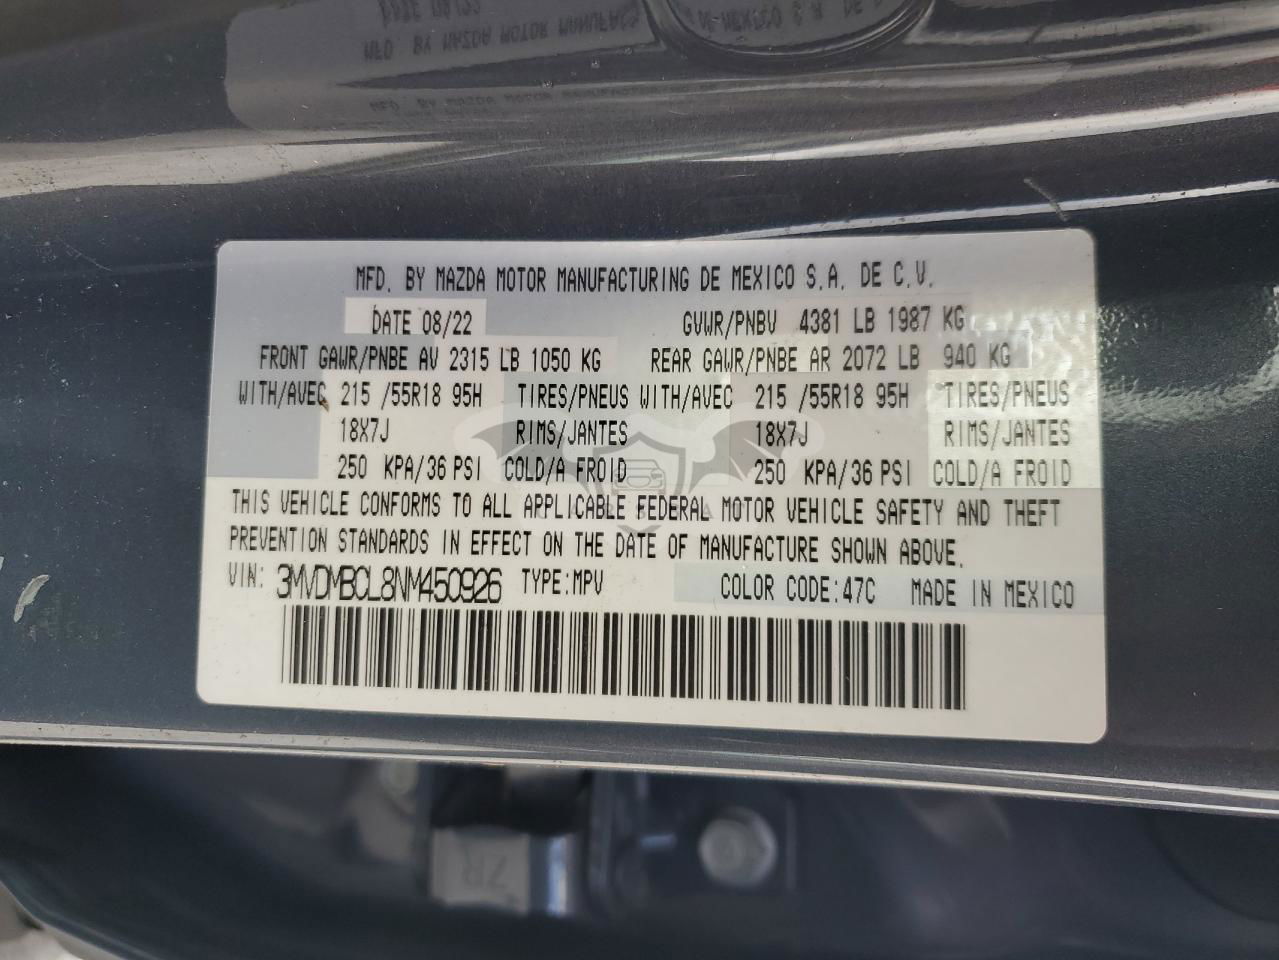 MFD. BY MAZDA MOTOR MANUFACTURING DE MEXICO S.A. DE C.V.
DATE 08/22 GVWR/PNBV 4381 LB 1987 KG
FRONT GAWR/PNBE AV 2315 LB 1050 KG REAR GAWR/PNBE AR 2072 LB 940 KG
WITH/AVEC 215 /55R18 95H TIRES/PNEUS WITH/AVEC 215 /55R18 95H TIRES/PNEUS
18X7J RIMS/JANTES 18X7J RIMS/JANTES
250 KPA/36 PSI COLD/A FROID 250 KPA/36 PSI COLD/A FROID
THIS VEHICLE CONFORMS TO ALL APPLICABLE FEDERAL MOTOR VEHICLE SAFETY AND THEFT
PREVENTION STANDARDS IN EFFECT ON THE DATE OF MANUFACTURE SHOWN ABOVE.
VIN: 3MVDMBCL8NM450926 TYPE:MPV COLOR CODE:47C MADE IN MEXICO